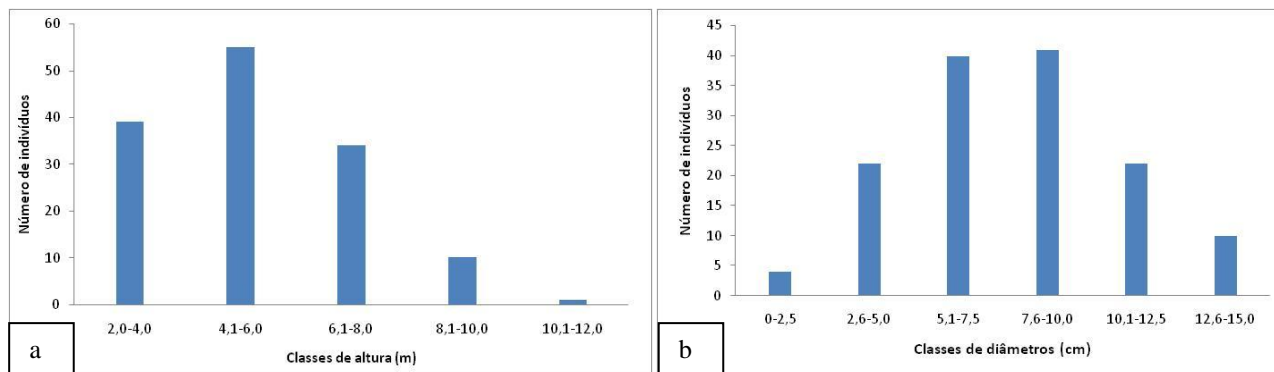 Número de indivíduos
60
50
40
30
20
10
0
2,0-4,0 4,1-6,0 6,1-8,0 8,1-10,0 10,1-12,0
Classes de altura (m)
a
Número de indivíduos
45
40
35
30
25
20
15
10
5
0
0-2,5 2,6-5,0 5,1-7,5 7,6-10,0 10,1-12,5 12,6-15,0
Classes de diâmetros (cm)
b